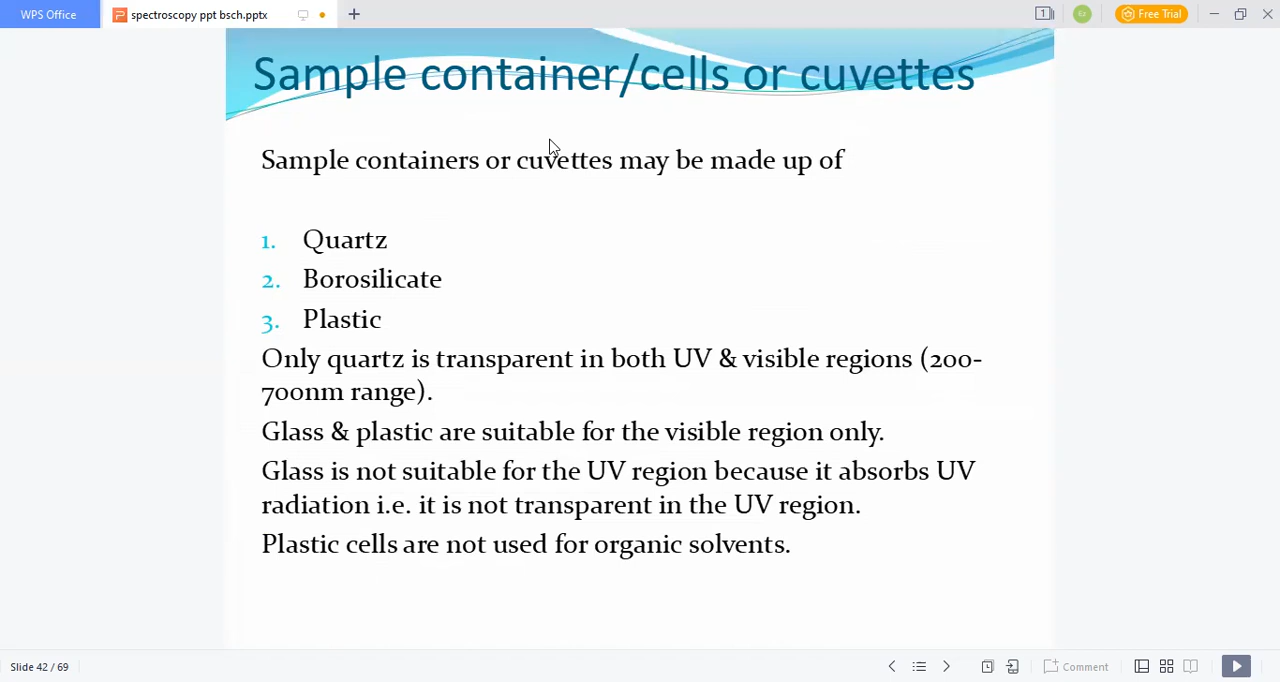 WPS Office
spectroscopy ppt bsch.pptx
1
Free Trial
Sample container/cells or cuvettes
Sample containers or cuvettes may be made up of
1. Quartz
2. Borosilicate
3. Plastic
Only quartz is transparent in both UV & visible regions (200-
700nm range).
Glass & plastic are suitable for the visible region only.
Glass is not suitable for the UV region because it absorbs UV
radiation i.e. it is not transparent in the UV region.
Plastic cells are not used for organic solvents.
Slide 42 / 69
Comment